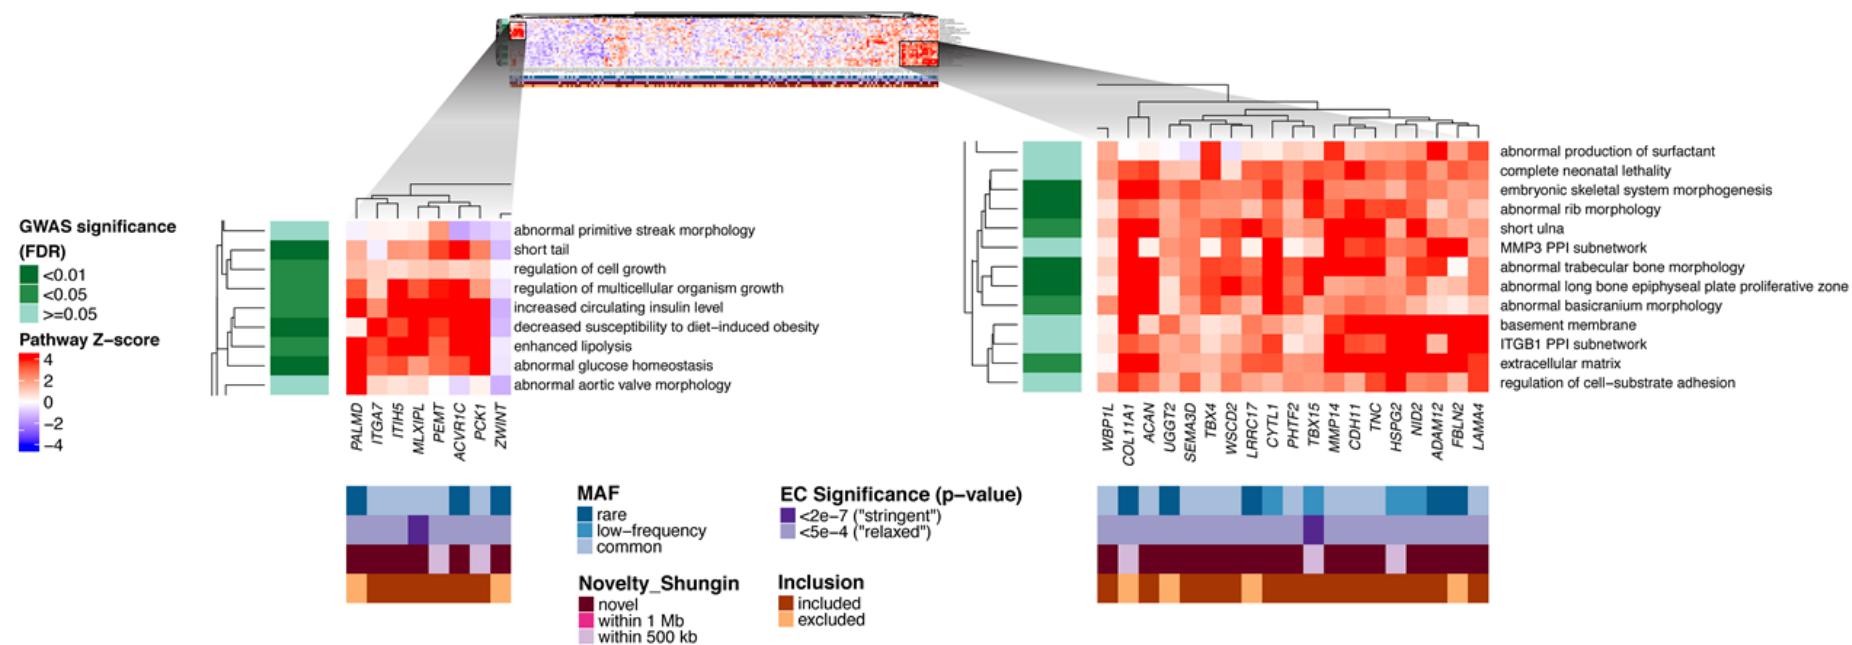 GWAS significance
(FDR)
<0.01
<0.05
>=0.05
Pathway Z−score
4
2
0
−2
−4
abnormal primitive streak morphology
short tail
regulation of cell growth
regulation of multicellular organism growth
increased circulating insulin level
decreased susceptibility to diet−induced obesity
enhanced lipolysis
abnormal glucose homeostasis
abnormal aortic valve morphology
PALMD
ITGA7
ITIH5
MLXIPL
PEMT
ACVR1C
PCK1
ZWINT
abnormal production of surfactant
complete neonatal lethality
embryonic skeletal system morphogenesis
abnormal rib morphology
short ulna
MMP3 PPI subnetwork
abnormal trabecular bone morphology
abnormal long bone epiphyseal plate proliferative zone
abnormal basicranium morphology
basement membrane
ITGB1 PPI subnetwork
extracellular matrix
regulation of cell−substrate adhesion
WBP1L
COL11A1
ACAN
UGGT2
SEMA3D
TBX4
WSCD2
LRRC17
CYTL1
PHTF2
TBX15
MMP14
CDH11
TNC
HSPG2
NID2
ADAM12
FBLN2
LAMA4
MAF
rare
low−frequency
common
EC Significance (p−value)
<2e−7 ("stringent")
<5e−4 ("relaxed")
Novelty_Shungin
novel
within 1 Mb
within 500 kb
Inclusion
included
excluded